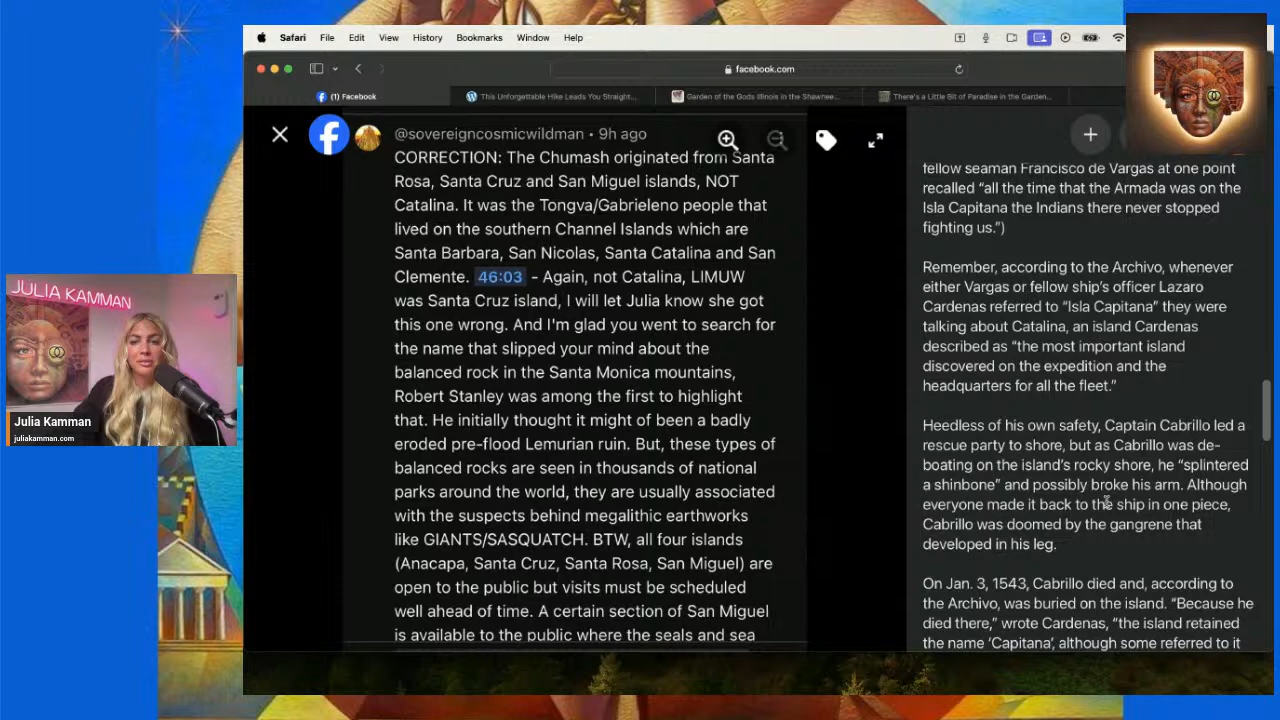 Safari File Edit View History Bookmarks Window Help
facebook.com
(1) Facebook
This Unforgettable Hike Leads You Straight...
Garden of the Gods Illinois in the Shawnee...
There's a Little Bit of Paradise in the Garden...
@sovereigncosmicwildman • 9h ago
CORRECTION: The Chumash originated from Santa
Rosa, Santa Cruz and San Miguel islands, NOT
Catalina. It was the Tongva/Gabrieleno people that
lived on the southern Channel Islands which are
Santa Barbara, San Nicolas, Santa Catalina and San
Clemente. 46:03 - Again, not Catalina, LIMUW
was Santa Cruz island, I will let Julia know she got
this one wrong. And I'm glad you went to search for
the name that slipped your mind about the
balanced rock in the Santa Monica mountains,
Robert Stanley was among the first to highlight
that. He initially thought it might of been a badly
eroded pre-flood Lemurian ruin. But, these types of
balanced rocks are seen in thousands of national
parks around the world, they are usually associated
with the suspects behind megalithic earthworks
like GIANTS/SASQUATCH. BTW, all four islands
(Anacapa, Santa Cruz, Santa Rosa, San Miguel) are
open to the public but visits must be scheduled
well ahead of time. A certain section of San Miguel
is available to the public where the seals and sea
fellow seaman Francisco de Vargas at one point
recalled “all the time that the Armada was on the
Isla Capitana the Indians there never stopped
fighting us.”)
Remember, according to the Archivo, whenever
either Vargas or fellow ship’s officer Lazaro
Cardenas referred to “Isla Capitana” they were
talking about Catalina, an island Cardenas
described as “the most important island
discovered on the expedition and the
headquarters for all the fleet.”
Heedless of his own safety, Captain Cabrillo led a
rescue party to shore, but as Cabrillo was de-
boating on the island’s rocky shore, he “splintered
a shinbone” and possibly broke his arm. Although
everyone made it back to the ship in one piece,
Cabrillo was doomed by the gangrene that
developed in his leg.
On Jan. 3, 1543, Cabrillo died and, according to
the Archivo, was buried on the island. “Because he
died there,” wrote Cardenas, “the island retained
the name ‘Capitana’, although some referred to it
JULIA KAMMAN
Julia Kamman
juliakamman.com